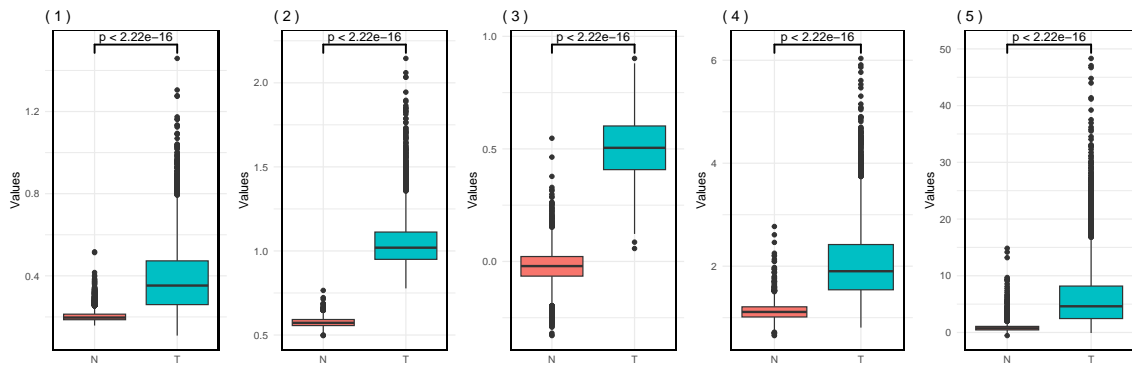 ( 1 )
p < 2.22e−16
Values
1.2
0.8
0.4
N
T
( 2 )
p < 2.22e−16
Values
2.0
1.5
1.0
0.5
N
T
( 3 )
p < 2.22e−16
Values
1.0
0.5
0.0
N
T
( 4 )
p < 2.22e−16
Values
6
4
2
N
T
( 5 )
p < 2.22e−16
Values
50
40
30
20
10
0
N
T